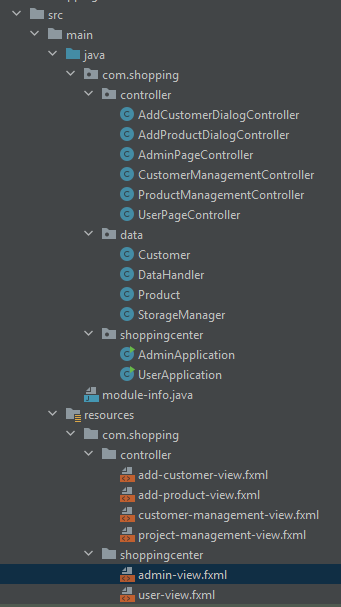 src
main
java
com.shopping
controller
AddCustomerDialogController
AddProductDialogController
AdminPageController
CustomerManagementController
ProductManagementController
UserPageController
data
Customer
DataHandler
Product
StorageManager
shoppingcenter
AdminApplication
UserApplication
module-info.java
resources
com.shopping
controller
add-customer-view.fxml
add-product-view.fxml
customer-management-view.fxml
project-management-view.fxml
shoppingcenter
admin-view.fxml
user-view.fxml